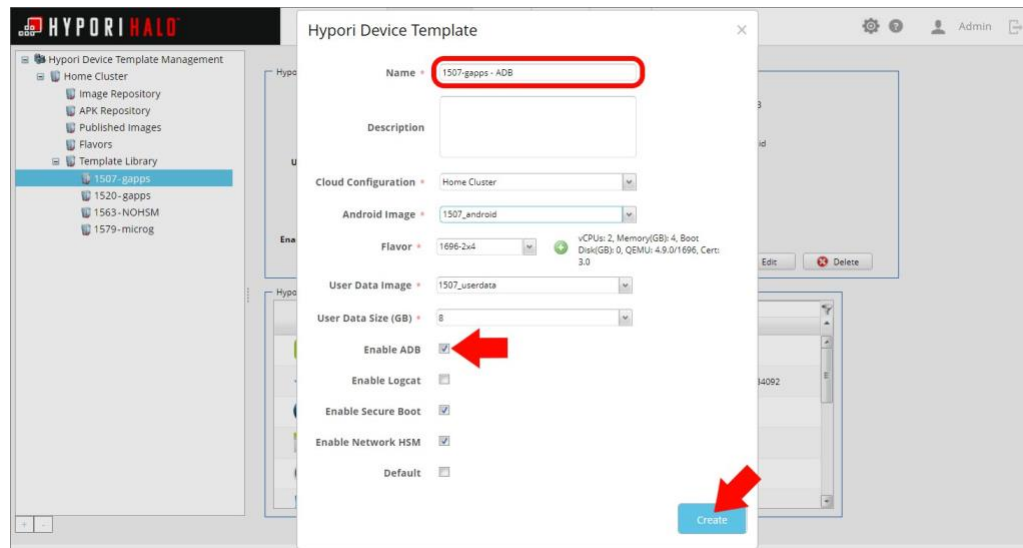 HYPORI HALO
Admin
Hypori Device Template Management
Home Cluster
Image Repository
APK Repository
Published Images
Flavors
Template Library
1507-gapps
1520-gapps
1563-NOHSM
1579-microg
Hypori Device Template
Name * 1507-gapps - ADB
Description
Cloud Configuration * Home Cluster
Android Image * 1507_android
Flavor * 1696-2x4
vCPUs: 2, Memory(GB): 4, Boot
Disk(GB): 0, QEMU: 4.9.0/1696, Cert:
3.0
User Data Image * 1507_userdata
User Data Size (GB) * 8
Enable ADB
Enable Logcat
Enable Secure Boot
Enable Network HSM
Default
Create
Hypo
Ena
Edit
Delete
Hypo
34092